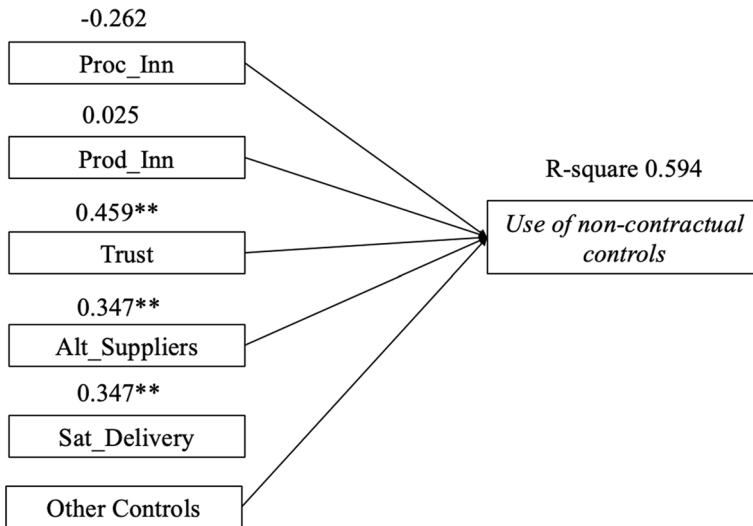 -0.262
Proc_Inn
0.025
Prod_Inn
0.459**
Trust
0.347**
Alt_Suppliers
0.347**
Sat_Delivery
Other Controls
R-square 0.594
Use of non-contractual
controls